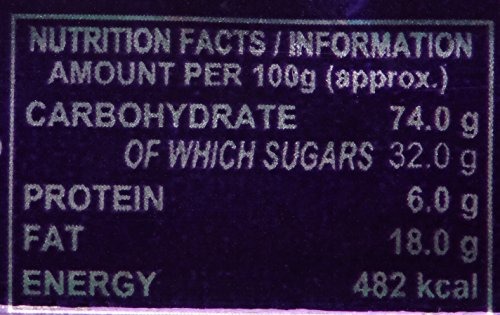 NUTRITION FACTS / INFORMATION
AMOUNT PER 100g (approx.)
CARBOHYDRATE 74.0 g
OF WHICH SUGARS 32.0 g
PROTEIN 6.0 g
FAT 18.0 g
ENERGY 482 kcal